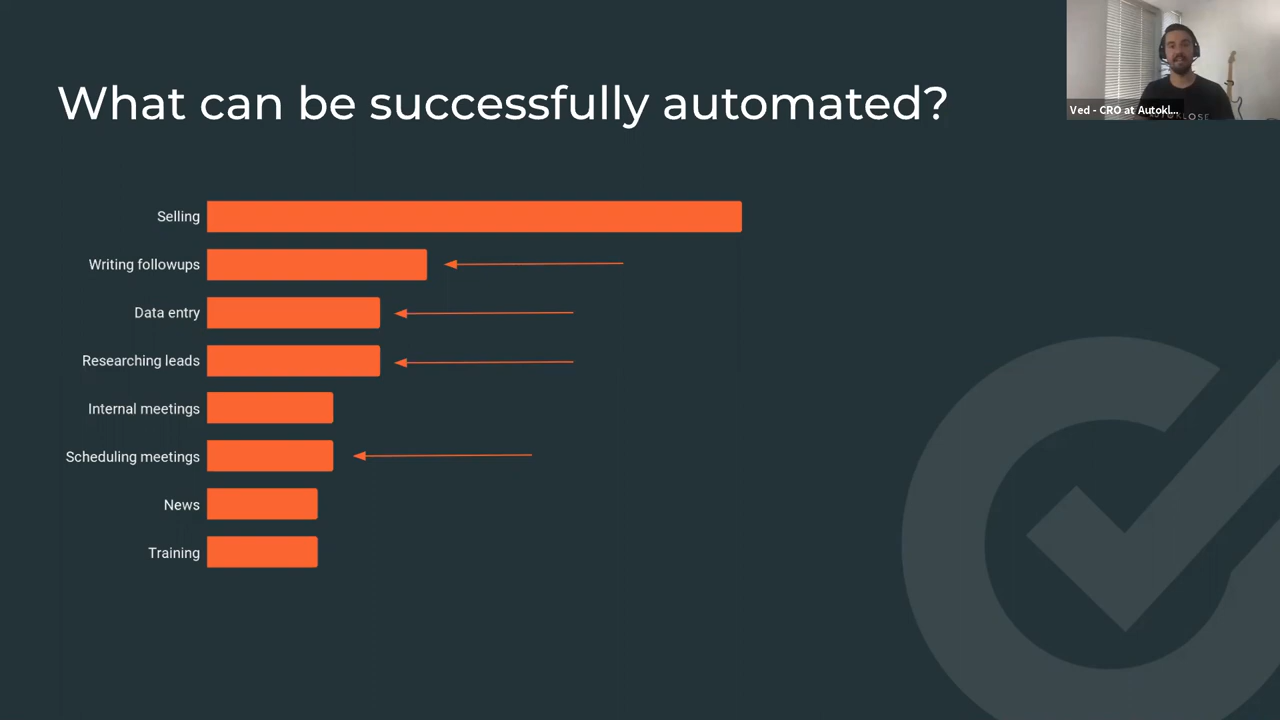 What can be successfully automated?
Ved - CRO at Autokl...
Selling
Writing followups
Data entry
Researching leads
Internal meetings
Scheduling meetings
News
Training